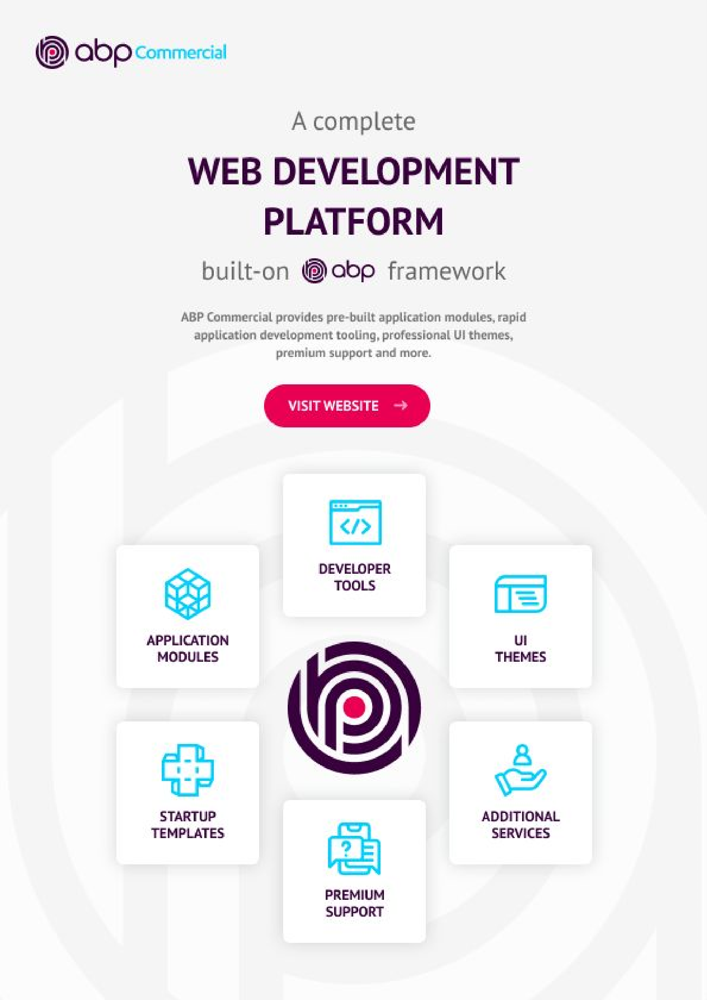 abp Commercial
A complete
WEB DEVELOPMENT
PLATFORM
built-on abp framework
ABP Commercial provides pre-built application modules, rapid
application development tooling, professional UI themes,
premium support and more.
VISIT WEBSITE →
DEVELOPER
TOOLS
APPLICATION
MODULES
UI
THEMES
STARTUP
TEMPLATES
ADDITIONAL
SERVICES
PREMIUM
SUPPORT